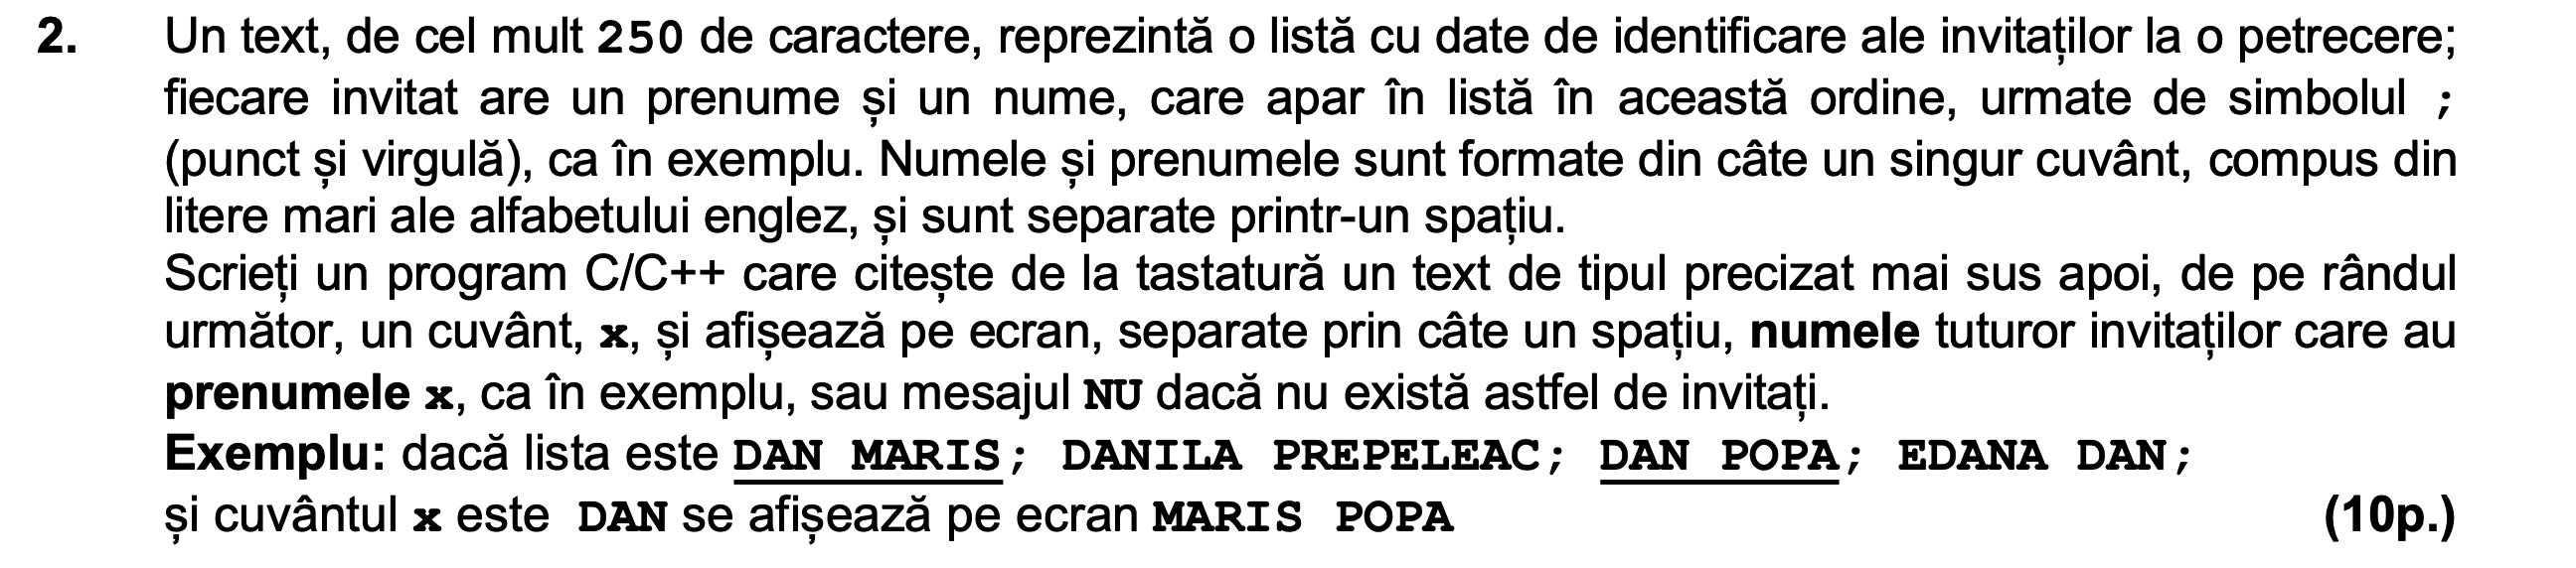 2. Un text, de cel mult 250 de caractere, reprezintă o listă cu date de identificare ale invitaților la o petrecere;
fiecare invitat are un prenume și un nume, care apar în listă în această ordine, urmate de simbolul ;
(punct și virgulă), ca în exemplu. Numele și prenumele sunt formate din câte un singur cuvânt, compus din
litere mari ale alfabetului englez, și sunt separate printr-un spațiu.
Scrieți un program C/C++ care citește de la tastatură un text de tipul precizat mai sus apoi, de pe rândul
următor, un cuvânt, x, și afișează pe ecran, separate prin câte un spațiu, numele tuturor invitaților care au
prenumele x, ca în exemplu, sau mesajul NU dacă nu există astfel de invitați.
Exemplu: dacă lista este DAN MARIS; DANILA PREPELEAC; DAN POPA; EDANA DAN;
și cuvântul x este DAN se afișează pe ecran MARIS POPA (10p.)